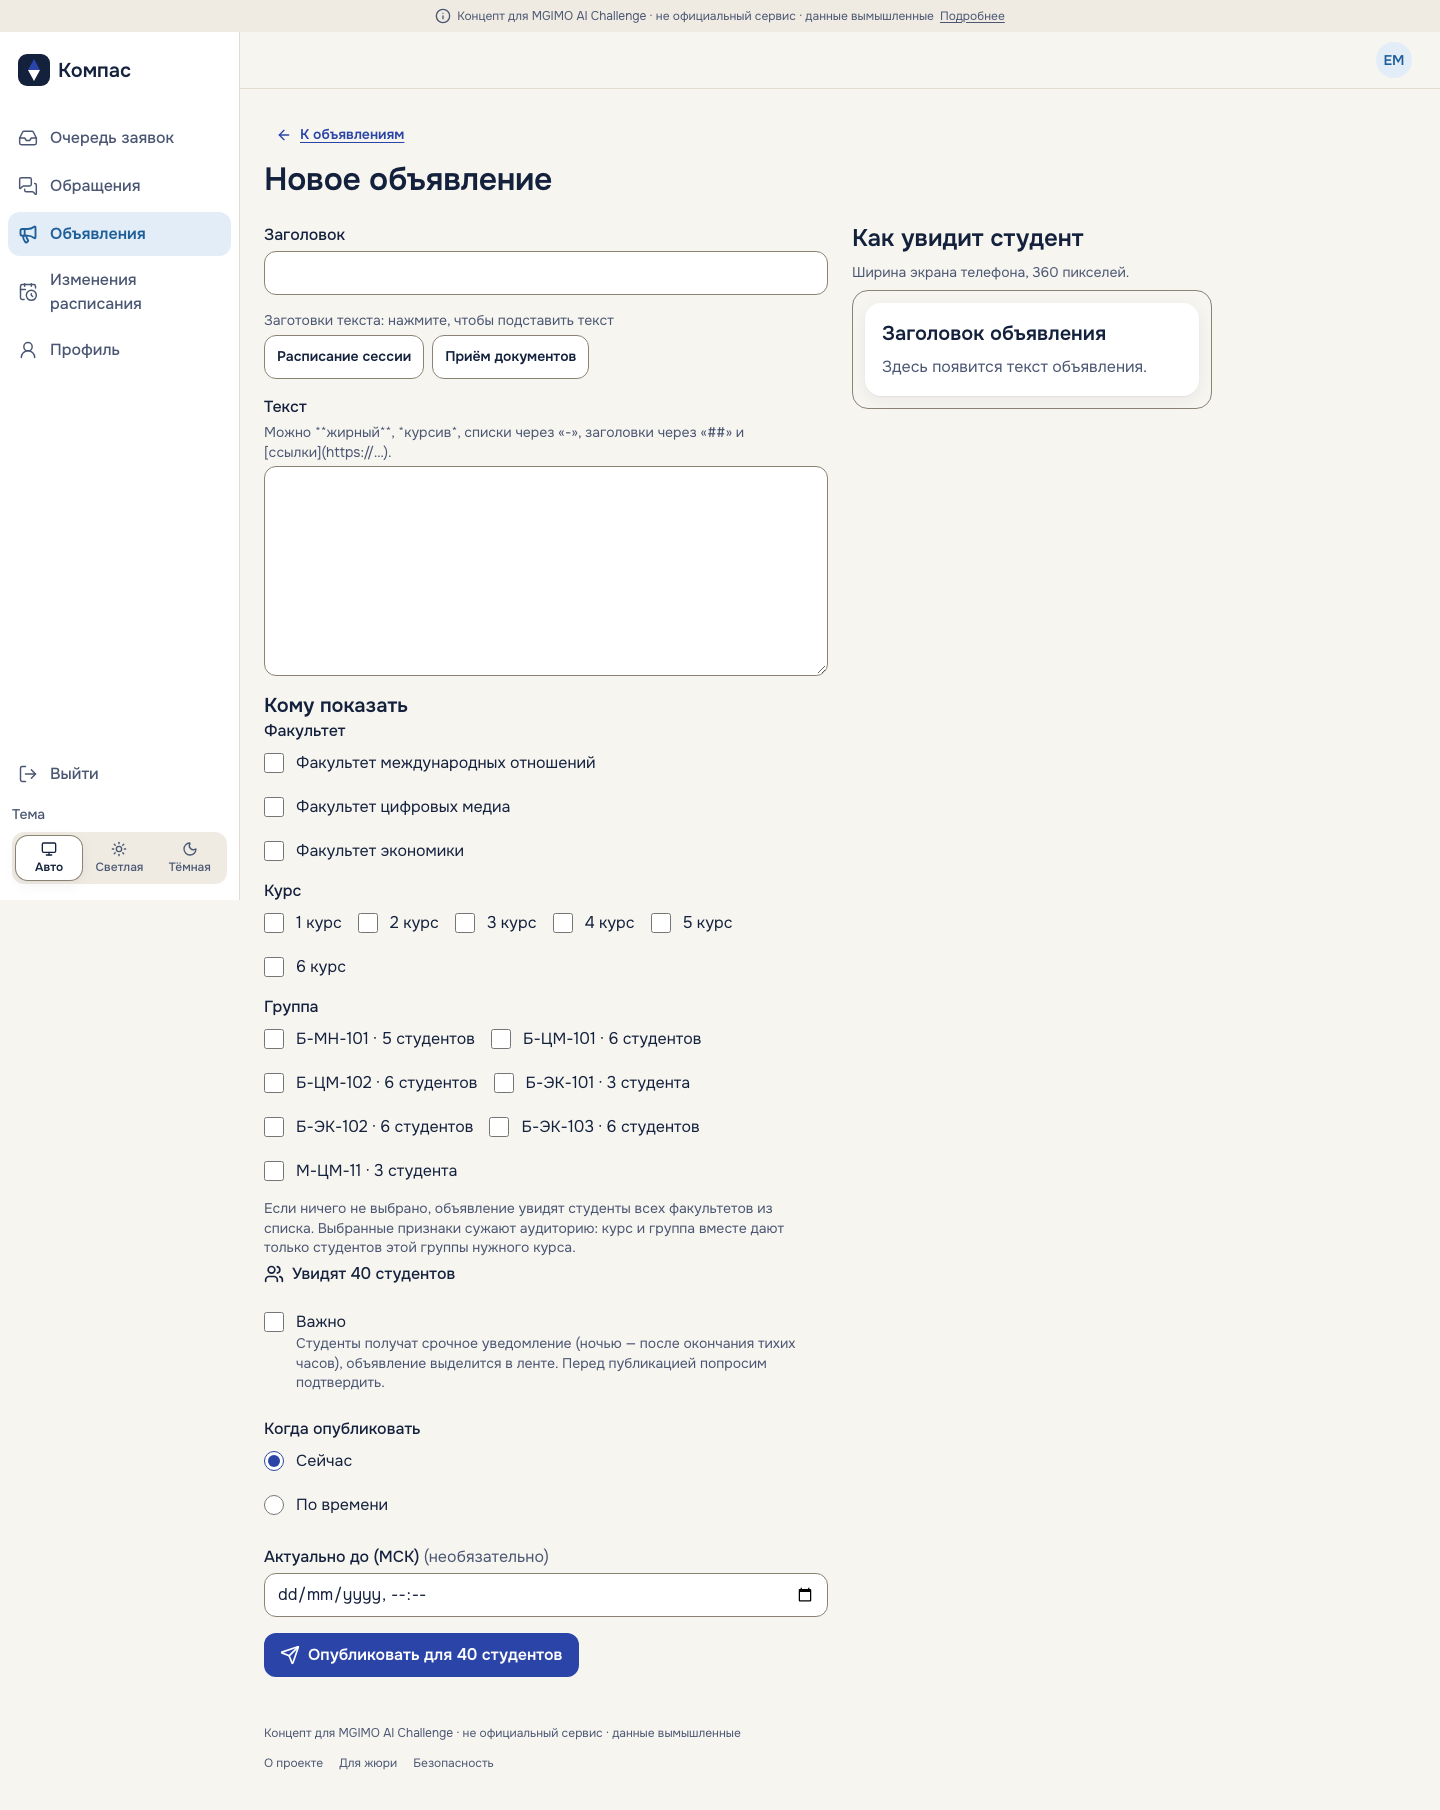 Концепт для MGIMO AI Challenge · не официальный сервис · данные вымышленные Подробнее
Компас
EM
Очередь заявок
Обращения
Объявления
Изменения
расписания
Профиль
Выйти
Тема
Авто
Светлая
Тёмная
К объявлениям
Новое объявление
Заголовок
Заготовки текста: нажмите, чтобы подставить текст
Расписание сессии
Приём документов
Текст
Можно **жирный**, *курсив*, списки через «-», заголовки через «##» и
[ссылки](https://…).
Кому показать
Факультет
Факультет международных отношений
Факультет цифровых медиа
Факультет экономики
Курс
1 курс 2 курс 3 курс 4 курс 5 курс
6 курс
Группа
Б-МН-101 · 5 студентов Б-ЦМ-101 · 6 студентов
Б-ЦМ-102 · 6 студентов Б-ЭК-101 · 3 студента
Б-ЭК-102 · 6 студентов Б-ЭК-103 · 6 студентов
М-ЦМ-11 · 3 студента
Если ничего не выбрано, объявление увидят студенты всех факультетов из
списка. Выбранные признаки сужают аудиторию: курс и группа вместе дают
только студентов этой группы нужного курса.
Увидят 40 студентов
Важно
Студенты получат срочное уведомление (ночью — после окончания тихих
часов), объявление выделится в ленте. Перед публикацией попросим
подтвердить.
Когда опубликовать
Сейчас
По времени
Актуально до (МСК) (необязательно)
dd/mm/yyyy, --:--
Опубликовать для 40 студентов
Как увидит студент
Ширина экрана телефона, 360 пикселей.
Заголовок объявления
Здесь появится текст объявления.
Концепт для MGIMO AI Challenge · не официальный сервис · данные вымышленные
О проекте Для жюри Безопасность